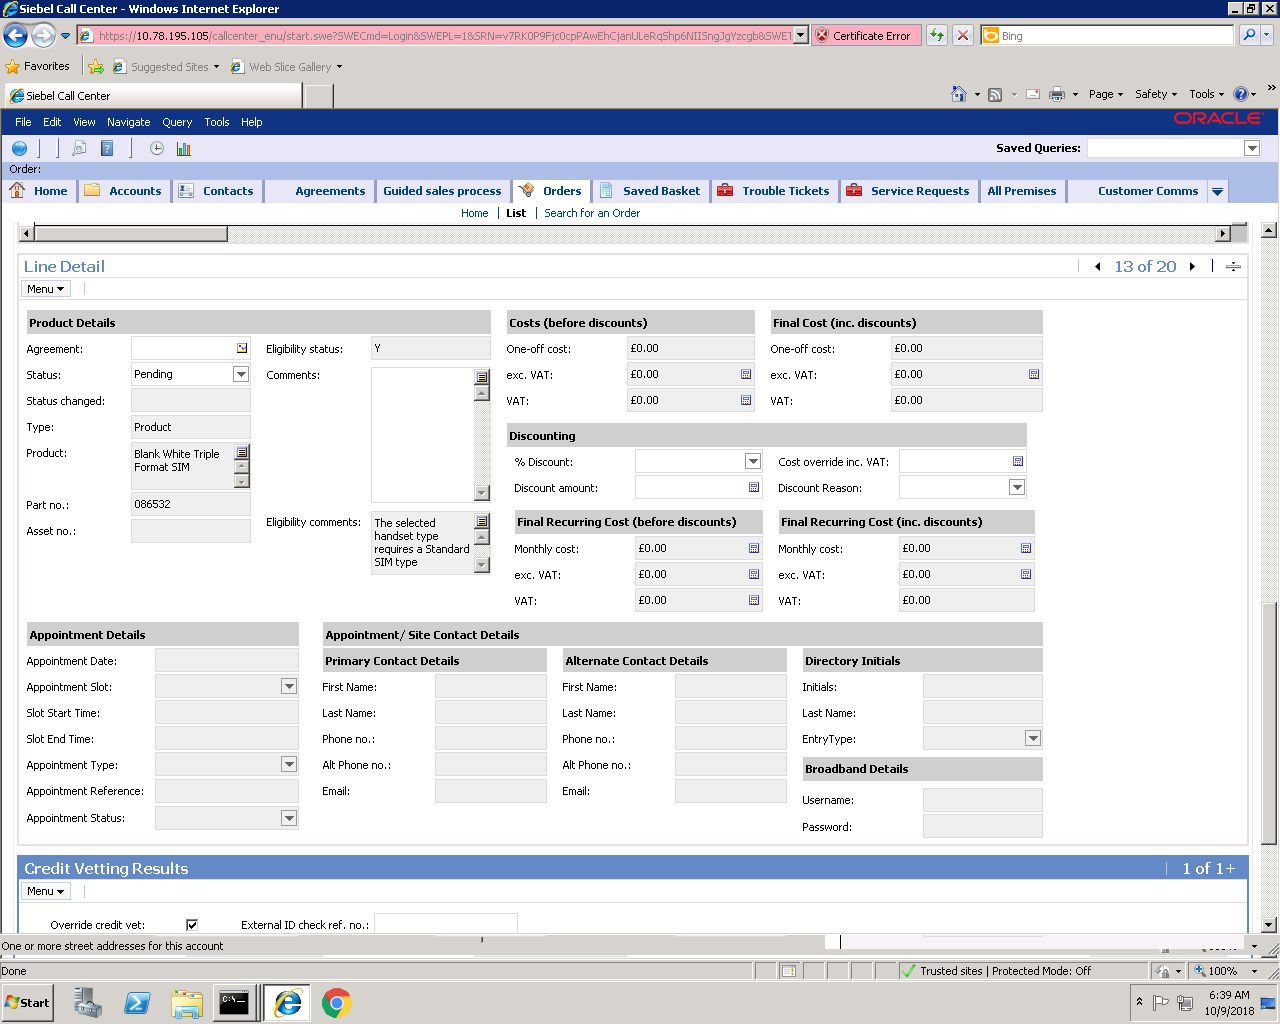 Siebel Call Center - Windows Internet Explorer
https://10.78.195.105/callcenter_enu/start.swe?SWECmd=Login&SWEPL=1&SRN=v7RK0P9Fjc0cpPAwEhCjanULeRqShp6NIISngJgYzcgb&SWET
Certificate Error
Bing
Favorites
Suggested Sites
Web Slice Gallery
Siebel Call Center
Page
Safety
Tools
File Edit View Navigate Query Tools Help
ORACLE
Saved Queries:
Order:
Home
Accounts
Contacts
Agreements
Guided sales process
Orders
Saved Basket
Trouble Tickets
Service Requests
All Premises
Customer Comms
Home | List | Search for an Order
Line Detail
13 of 20
Menu
Product Details
Agreement:
Status: Pending
Status changed:
Type: Product
Product: Blank White Triple
Format SIM
Part no.: 086532
Asset no.:
Eligibility status: Y
Comments:
Eligibility comments: The selected
handset type
requires a Standard
SIM type
Costs (before discounts)
One-off cost: £0.00
exc. VAT: £0.00
VAT: £0.00
Final Cost (inc. discounts)
One-off cost: £0.00
exc. VAT: £0.00
VAT: £0.00
Discounting
% Discount:
Discount amount:
Cost override inc. VAT:
Discount Reason:
Final Recurring Cost (before discounts)
Monthly cost: £0.00
exc. VAT: £0.00
VAT: £0.00
Final Recurring Cost (inc. discounts)
Monthly cost: £0.00
exc. VAT: £0.00
VAT: £0.00
Appointment Details
Appointment Date:
Appointment Slot:
Slot Start Time:
Slot End Time:
Appointment Type:
Appointment Reference:
Appointment Status:
Appointment/ Site Contact Details
Primary Contact Details
First Name:
Last Name:
Phone no.:
Alt Phone no.:
Email:
Alternate Contact Details
First Name:
Last Name:
Phone no.:
Alt Phone no.:
Email:
Directory Initials
Initials:
Last Name:
EntryType:
Broadband Details
Username:
Password:
Credit Vetting Results
1 of 1+
Menu
Override credit vet:
External ID check ref. no.:
One or more street addresses for this account
Done
Trusted sites | Protected Mode: Off
100%
Start
6:39 AM
10/9/2018